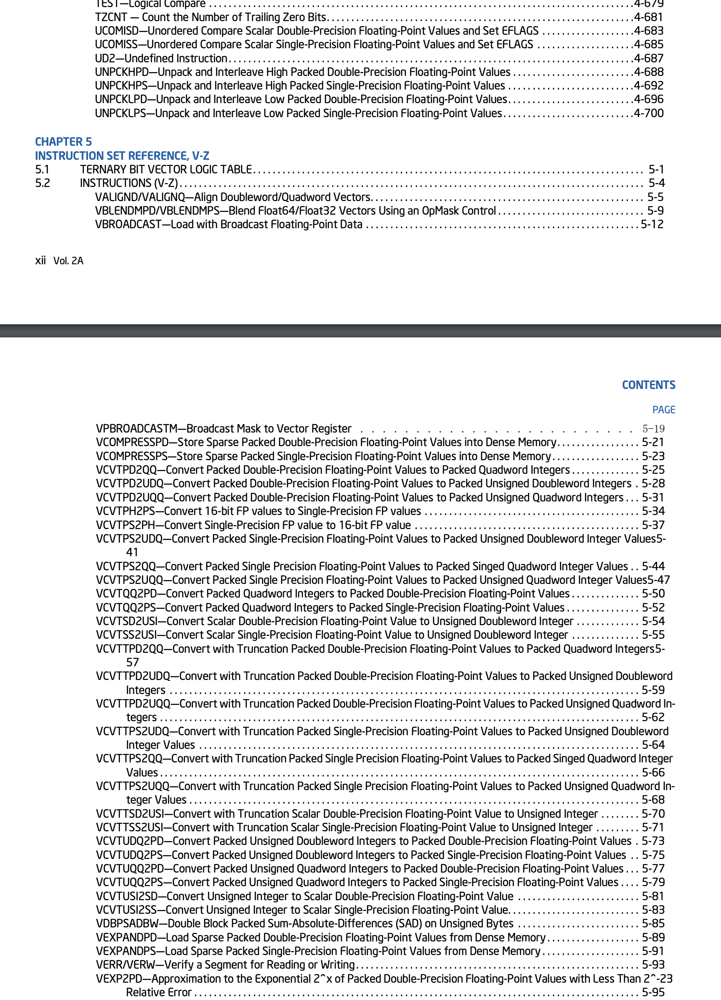 TEST—Logical Compare . . . . . . . . . . . . . . . . . . . . . . . . . . . . . . . . . . . . . . . . .4-679
TZCNT — Count the Number of Trailing Zero Bits. . . . . . . . . . . . . . . . . . . . . . . . . . . . . .4-681
UCOMISD—Unordered Compare Scalar Double-Precision Floating-Point Values and Set EFLAGS . . . . . . . . . . . . . . . . . . .4-683
UCOMISS—Unordered Compare Scalar Single-Precision Floating-Point Values and Set EFLAGS . . . . . . . . . . . . . . . . . . . .4-685
UD2—Undefined Instruction. . . . . . . . . . . . . . . . . . . . . . . . . . . . . . . . . . . . . . . .4-687
UNPCKHPD—Unpack and Interleave High Packed Double-Precision Floating-Point Values . . . . . . . . . . . . . . . . . . . . . . . . .4-688
UNPCKHPS—Unpack and Interleave High Packed Single-Precision Floating-Point Values . . . . . . . . . . . . . . . . . . . . . . . . . .4-692
UNPCKLPD—Unpack and Interleave Low Packed Double-Precision Floating-Point Values. . . . . . . . . . . . . . . . . . . . . . . . . .4-696
UNPCKLPS—Unpack and Interleave Low Packed Single-Precision Floating-Point Values. . . . . . . . . . . . . . . . . . . . . . . . . . .4-700
CHAPTER 5
INSTRUCTION SET REFERENCE, V-Z
5.1 TERNARY BIT VECTOR LOGIC TABLE. . . . . . . . . . . . . . . . . . . . . . . . . . . . . . . . . . . . 5-1
5.2 INSTRUCTIONS (V-Z) . . . . . . . . . . . . . . . . . . . . . . . . . . . . . . . . . . . . . . . . . . 5-4
VALIGND/VALIGNQ—Align Doubleword/Quadword Vectors. . . . . . . . . . . . . . . . . . . . . . . . . . . . . . 5-5
VBLENDMPD/VBLENDMPS—Blend Float64/Float32 Vectors Using an OpMask Control . . . . . . . . . . . . . . . . . . . . . . . . . . . . . . 5-9
VBROADCAST—Load with Broadcast Floating-Point Data . . . . . . . . . . . . . . . . . . . . . . . . . . . . . . 5-12
xii Vol. 2A
CONTENTS
PAGE
VPBROADCASTM—Broadcast Mask to Vector Register . . . . . . . . . . . . . . . . . . . . . . . . . 5-19
VCOMPRESSPD—Store Sparse Packed Double-Precision Floating-Point Values into Dense Memory. . . . . . . . . . . . . . . . . 5-21
VCOMPRESSPS—Store Sparse Packed Single-Precision Floating-Point Values into Dense Memory. . . . . . . . . . . . . . . . . . 5-23
VCVTPD2QQ—Convert Packed Double-Precision Floating-Point Values to Packed Quadword Integers . . . . . . . . . . . . . . 5-25
VCVTPD2UDQ—Convert Packed Double-Precision Floating-Point Values to Packed Unsigned Doubleword Integers . 5-28
VCVTPD2UQQ—Convert Packed Double-Precision Floating-Point Values to Packed Unsigned Quadword Integers . . . 5-31
VCVTPH2PS—Convert 16-bit FP values to Single-Precision FP values . . . . . . . . . . . . . . . . . . . . . . . . . . . . . . 5-34
VCVTPS2PH—Convert Single-Precision FP value to 16-bit FP value . . . . . . . . . . . . . . . . . . . . . . . . . . . . . . 5-37
VCVTPS2UDQ—Convert Packed Single-Precision Floating-Point Values to Packed Unsigned Doubleword Integer Values5-
41
VCVTPS2QQ—Convert Packed Single Precision Floating-Point Values to Packed Singed Quadword Integer Values . . 5-44
VCVTPS2UQQ—Convert Packed Single Precision Floating-Point Values to Packed Unsigned Quadword Integer Values5-47
VCVTQQ2PD—Convert Packed Quadword Integers to Packed Double-Precision Floating-Point Values . . . . . . . . . . . . . . 5-50
VCVTQQ2PS—Convert Packed Quadword Integers to Packed Single-Precision Floating-Point Values . . . . . . . . . . . . . . . 5-52
VCVTSD2USI—Convert Scalar Double-Precision Floating-Point Value to Unsigned Doubleword Integer . . . . . . . . . . . . . 5-54
VCVTSS2USI—Convert Scalar Single-Precision Floating-Point Value to Unsigned Doubleword Integer . . . . . . . . . . . . . . 5-55
VCVTTPD2QQ—Convert with Truncation Packed Double-Precision Floating-Point Values to Packed Quadword Integers5-
57
VCVTTPD2UDQ—Convert with Truncation Packed Double-Precision Floating-Point Values to Packed Unsigned Doubleword
Integers . . . . . . . . . . . . . . . . . . . . . . . . . . . . . . . . . . . . . . . . 5-59
VCVTTPD2UQQ—Convert with Truncation Packed Double-Precision Floating-Point Values to Packed Unsigned Quadword In-
tegers . . . . . . . . . . . . . . . . . . . . . . . . . . . . . . . . . . . . . . . . 5-62
VCVTTPS2UDQ—Convert with Truncation Packed Single-Precision Floating-Point Values to Packed Unsigned Doubleword
Integer Values . . . . . . . . . . . . . . . . . . . . . . . . . . . . . . . . . . . . . . . . 5-64
VCVTTPS2QQ—Convert with Truncation Packed Single Precision Floating-Point Values to Packed Singed Quadword Integer
Values . . . . . . . . . . . . . . . . . . . . . . . . . . . . . . . . . . . . . . . . 5-66
VCVTTPS2UQQ—Convert with Truncation Packed Single Precision Floating-Point Values to Packed Unsigned Quadword In-
teger Values . . . . . . . . . . . . . . . . . . . . . . . . . . . . . . . . . . . . . . . . 5-68
VCVTTSD2USI—Convert with Truncation Scalar Double-Precision Floating-Point Value to Unsigned Integer . . . . . . . . 5-70
VCVTTSS2USI—Convert with Truncation Scalar Single-Precision Floating-Point Value to Unsigned Integer . . . . . . . . . 5-71
VCVTUDQ2PD—Convert Packed Unsigned Doubleword Integers to Packed Double-Precision Floating-Point Values . 5-73
VCVTUDQ2PS—Convert Packed Unsigned Doubleword Integers to Packed Single-Precision Floating-Point Values . . 5-75
VCVTUQQ2PD—Convert Packed Unsigned Quadword Integers to Packed Double-Precision Floating-Point Values . . . 5-77
VCVTUQQ2PS—Convert Packed Unsigned Quadword Integers to Packed Single-Precision Floating-Point Values . . . . 5-79
VCVTUSI2SD—Convert Unsigned Integer to Scalar Double-Precision Floating-Point Value . . . . . . . . . . . . . . . . . . . . . . . . . 5-81
VCVTUSI2SS—Convert Unsigned Integer to Scalar Single-Precision Floating-Point Value. . . . . . . . . . . . . . . . . . . . . . . . . . . 5-83
VDBPSADBW—Double Block Packed Sum-Absolute-Differences (SAD) on Unsigned Bytes . . . . . . . . . . . . . . . . . . . . . . . . . 5-85
VEXPANDPD—Load Sparse Packed Double-Precision Floating-Point Values from Dense Memory. . . . . . . . . . . . . . . . . . . 5-89
VEXPANDPS—Load Sparse Packed Single-Precision Floating-Point Values from Dense Memory . . . . . . . . . . . . . . . . . . . . 5-91
VERR/VERW—Verify a Segment for Reading or Writing. . . . . . . . . . . . . . . . . . . . . . . . . . . . . . 5-93
VEXP2PD—Approximation to the Exponential 2^x of Packed Double-Precision Floating-Point Values with Less Than 2^-23
Relative Error . . . . . . . . . . . . . . . . . . . . . . . . . . . . . . . . . . . . . . . . 5-95